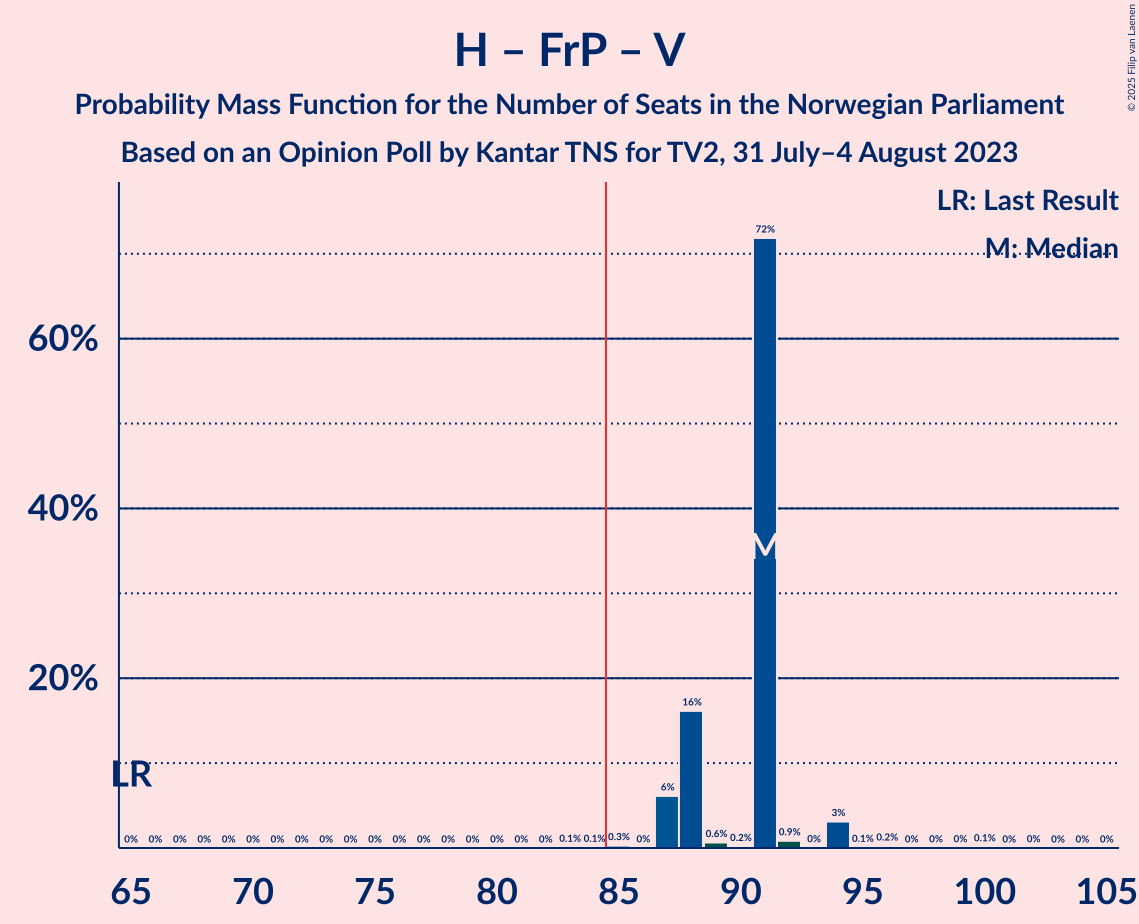 H – FrP – V
Probability Mass Function for the Number of Seats in the Norwegian Parliament
Based on an Opinion Poll by Kantar TNS for TV2, 31 July–4 August 2023
© 2025 Filip van Laenen
LR: Last Result
M: Median
72%
60%
40%
M
20%
16%
LR
6%
3%
0% 0% 0% 0% 0% 0% 0% 0% 0% 0% 0% 0% 0% 0% 0% 0% 0% 0% 0.1% 0.1% 0.3% 0% 0.6% 0.2% 0.9% 0% 0.1% 0.2% 0% 0% 0% 0.1% 0% 0% 0% 0% 0%
65 70 75 80 85 90 95 100 105